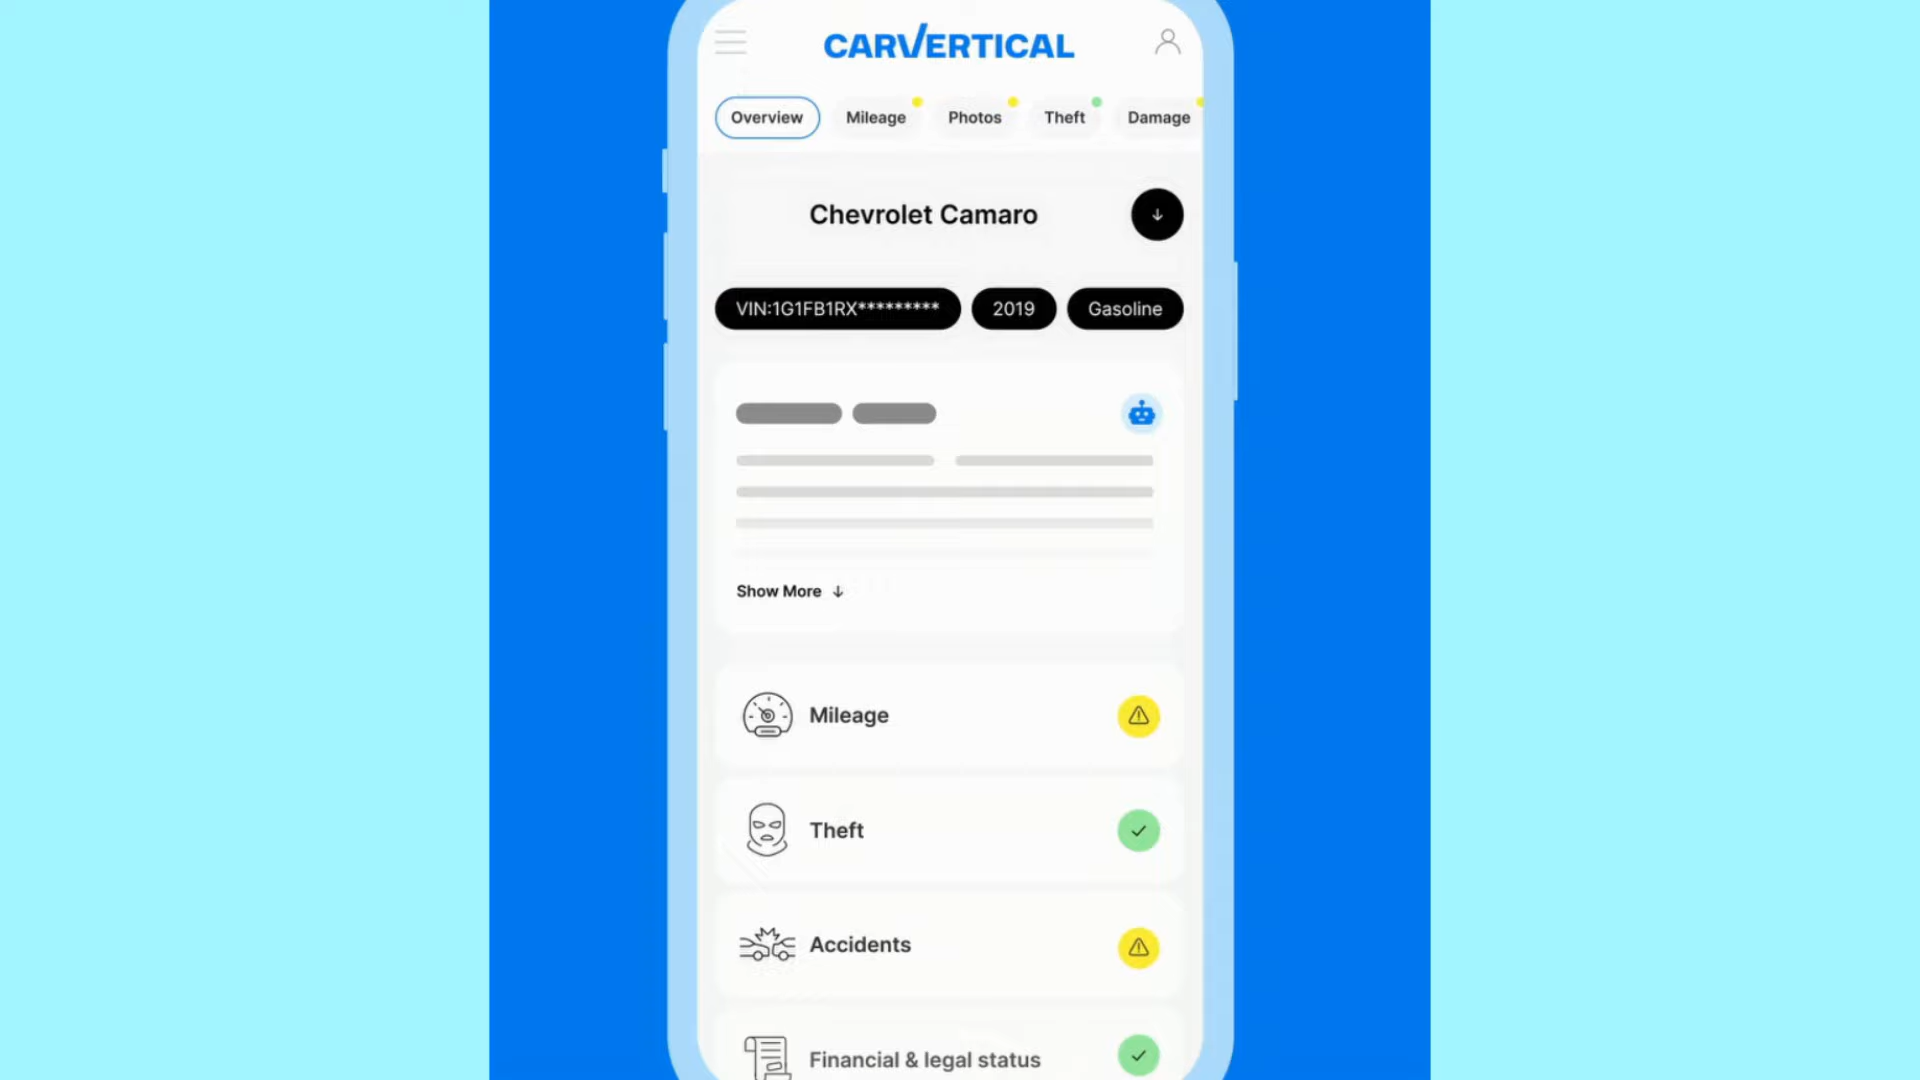 CARVERTICAL
Overview Mileage Photos Theft Damage
Chevrolet Camaro
VIN:1G1FB1RX********* 2019 Gasoline
Show More
Mileage
Theft
Accidents
Financial & legal status